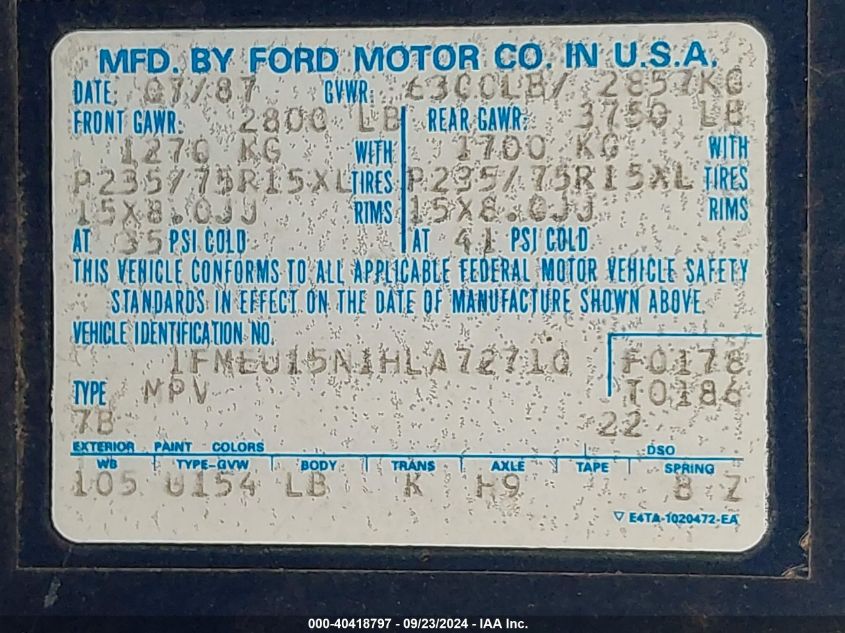 MFD. BY FORD MOTOR CO. IN U.S.A.
DATE: 07/87 GVWR: 6300LB/ 2857KG
FRONT GAWR: 2800 LB REAR GAWR: 3750 LB
1270 KG WITH 1700 KG WITH
P235/75R15XL TIRES P235/75R15XL TIRES
15X8.0JJ RIMS 15X8.0JJ RIMS
AT 35 PSI COLD AT 41 PSI COLD
THIS VEHICLE CONFORMS TO ALL APPLICABLE FEDERAL MOTOR VEHICLE SAFETY
STANDARDS IN EFFECT ON THE DATE OF MANUFACTURE SHOWN ABOVE.
VEHICLE IDENTIFICATION NO.
1FMEU15N1HLA72710 F0178
TYPE MPV T0186
7B 22
EXTERIOR PAINT COLORS DSO
WB TYPE-GVW BODY TRANS AXLE TAPE SPRING
105 U154 LB K H9 8 Z
▽ E4TA-1020472-EA
000-40418797 - 09/23/2024 - IAA Inc.